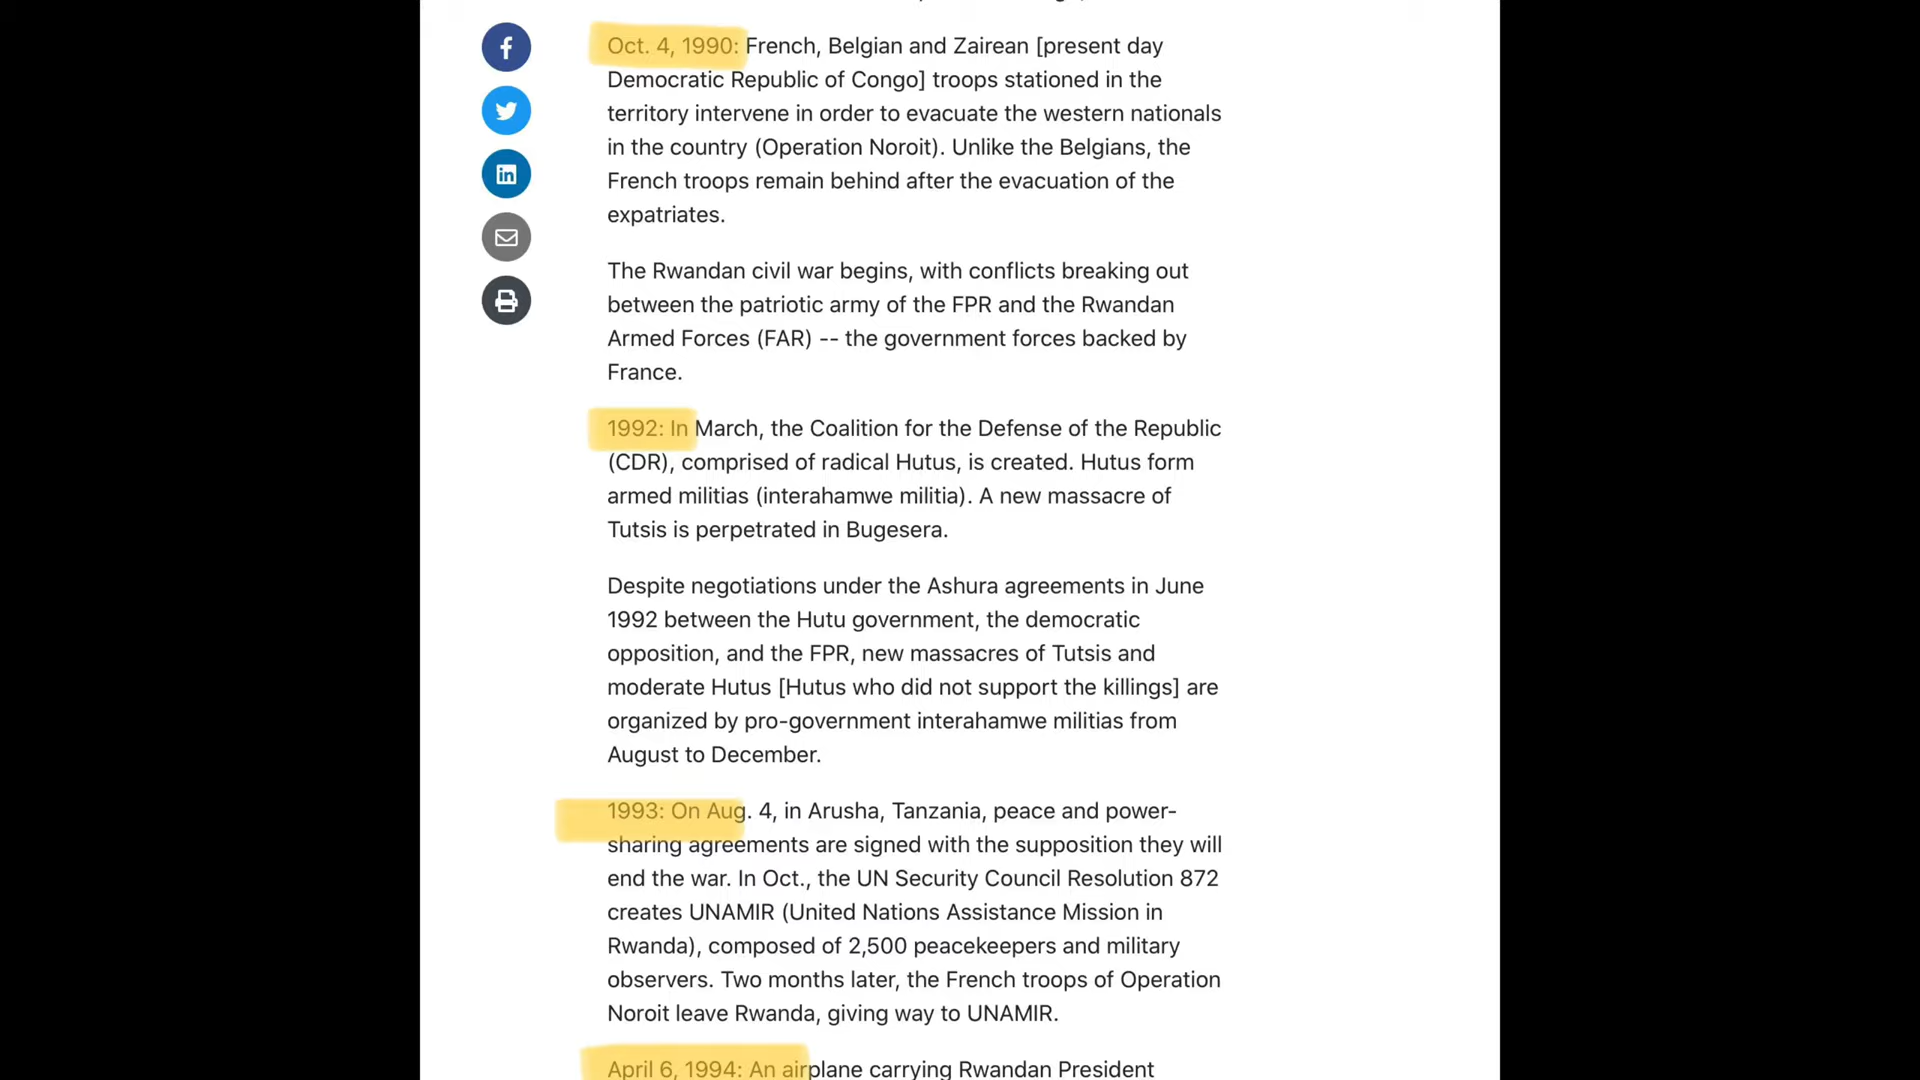 Oct. 4, 1990: French, Belgian and Zairean [present day
Democratic Republic of Congo] troops stationed in the
territory intervene in order to evacuate the western nationals
in the country (Operation Noroit). Unlike the Belgians, the
French troops remain behind after the evacuation of the
expatriates.
The Rwandan civil war begins, with conflicts breaking out
between the patriotic army of the FPR and the Rwandan
Armed Forces (FAR) -- the government forces backed by
France.
1992: In March, the Coalition for the Defense of the Republic
(CDR), comprised of radical Hutus, is created. Hutus form
armed militias (interahamwe militia). A new massacre of
Tutsis is perpetrated in Bugesera.
Despite negotiations under the Ashura agreements in June
1992 between the Hutu government, the democratic
opposition, and the FPR, new massacres of Tutsis and
moderate Hutus [Hutus who did not support the killings] are
organized by pro-government interahamwe militias from
August to December.
1993: On Aug. 4, in Arusha, Tanzania, peace and power-
sharing agreements are signed with the supposition they will
end the war. In Oct., the UN Security Council Resolution 872
creates UNAMIR (United Nations Assistance Mission in
Rwanda), composed of 2,500 peacekeepers and military
observers. Two months later, the French troops of Operation
Noroit leave Rwanda, giving way to UNAMIR.
April 6, 1994: An airplane carrying Rwandan President